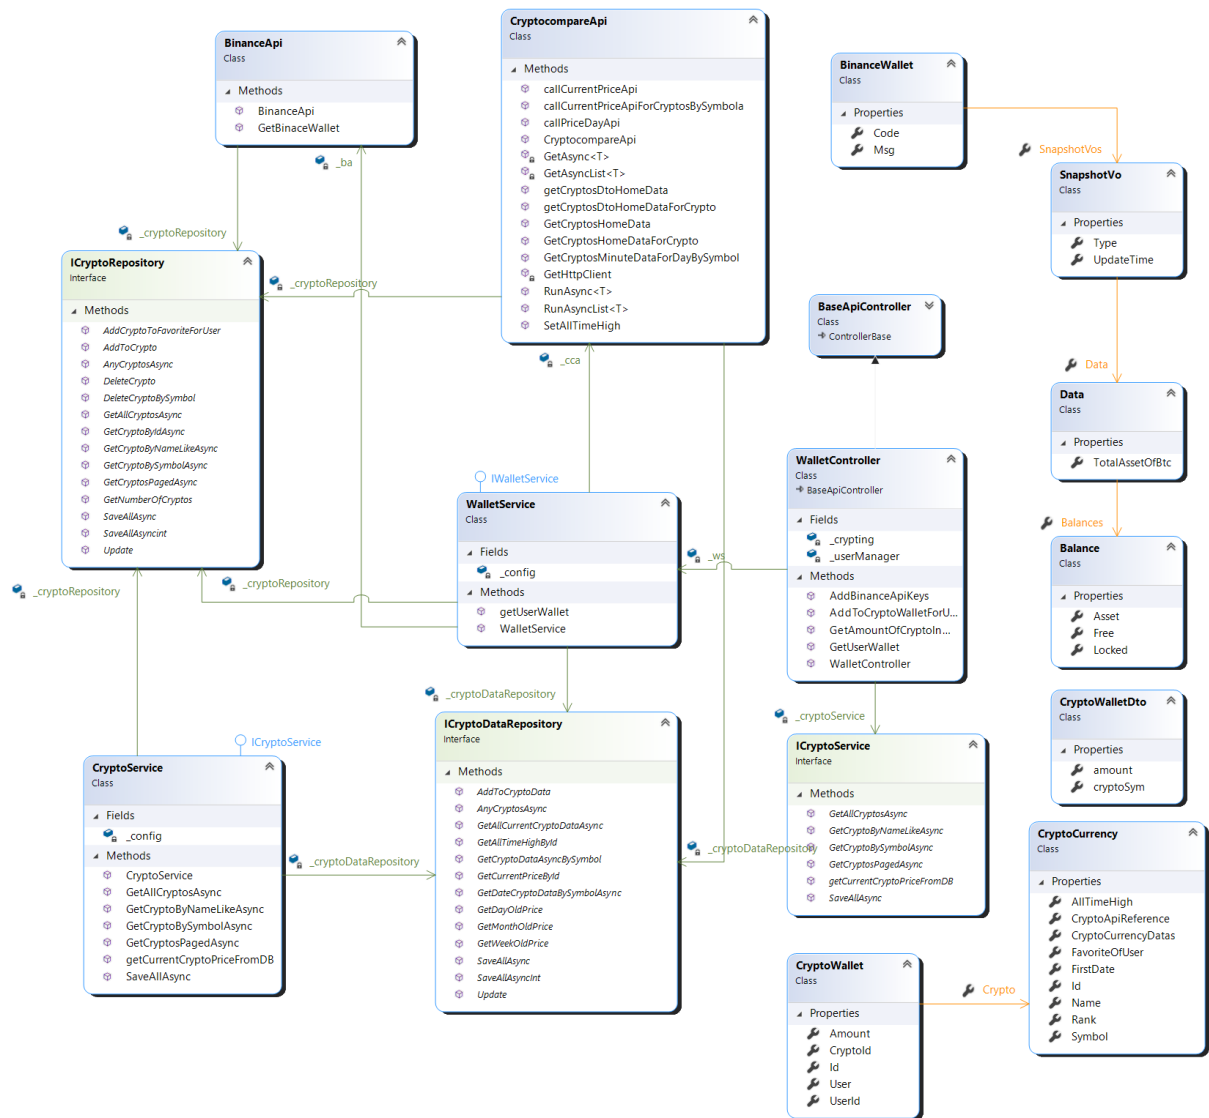 BinanceApi
Class
Methods
BinanceApi
GetBinaceWallet
_ba
_cryptoRepository
CryptocompareApi
Class
Methods
callCurrentPriceApi
callCurrentPriceApiForCryptosBySymbola
callPriceDayApi
CryptocompareApi
GetAsync<T>
GetAsyncList<T>
getCryptosDtoHomeData
getCryptosDtoHomeDataForCrypto
GetCryptosHomeData
GetCryptosHomeDataForCrypto
GetCryptosMinuteDataForDayBySymbol
GetHttpClient
RunAsync<T>
RunAsyncList<T>
SetAllTimeHigh
_cryptoRepository
_cca
BinanceWallet
Class
Properties
Code
Msg
SnapshotVos
SnapshotVo
Class
Properties
Type
UpdateTime
Data
Data
Class
Properties
TotalAssetOfBtc
Balances
Balance
Class
Properties
Asset
Free
Locked
ICryptoRepository
Interface
Methods
AddCryptoToFavoriteForUser
AddToCrypto
AnyCryptosAsync
DeleteCrypto
DeleteCryptoBySymbol
GetAllCryptosAsync
GetCryptoByIdAsync
GetCryptoByNameLikeAsync
GetCryptoBySymbolAsync
GetCryptosPagedAsync
GetNumberOfCryptos
SaveAllAsync
SaveAllAsyncint
Update
_cryptoRepository
_cryptoRepository
BaseApiController
Class
ControllerBase
IWalletService
WalletService
Class
Fields
_config
Methods
getUserWallet
WalletService
_ws
_cryptoDataRepository
WalletController
Class
BaseApiController
Fields
_crypting
_userManager
Methods
AddBinanceApiKeys
AddToCryptoWalletForU...
GetAmountOfCryptoIn...
GetUserWallet
WalletController
_cryptoService
ICryptoService
CryptoService
Class
Fields
_config
Methods
CryptoService
GetAllCryptosAsync
GetCryptoByNameLikeAsync
GetCryptoBySymbolAsync
GetCryptosPagedAsync
getCurrentCryptoPriceFromDB
SaveAllAsync
_cryptoDataRepository
ICryptoDataRepository
Interface
Methods
AddToCryptoData
AnyCryptosAsync
GetAllCurrentCryptoDataAsync
GetAllTimeHighById
GetCryptoDataAsyncBySymbol
GetCurrentPriceById
GetDateCryptoDataBySymbolAsync
GetDayOldPrice
GetMonthOldPrice
GetWeekOldPrice
SaveAllAsync
SaveAllAsyncInt
Update
_cryptoDataRepository
ICryptoService
Interface
Methods
GetAllCryptosAsync
GetCryptoByNameLikeAsync
GetCryptoBySymbolAsync
GetCryptosPagedAsync
getCurrentCryptoPriceFromDB
SaveAllAsync
CryptoWalletDto
Class
Properties
amount
cryptoSym
CryptoWallet
Class
Properties
Amount
CryptoId
Id
User
UserId
Crypto
CryptoCurrency
Class
Properties
AllTimeHigh
CryptoApiReference
CryptoCurrencyDatas
FavoriteOfUser
FirstDate
Id
Name
Rank
Symbol